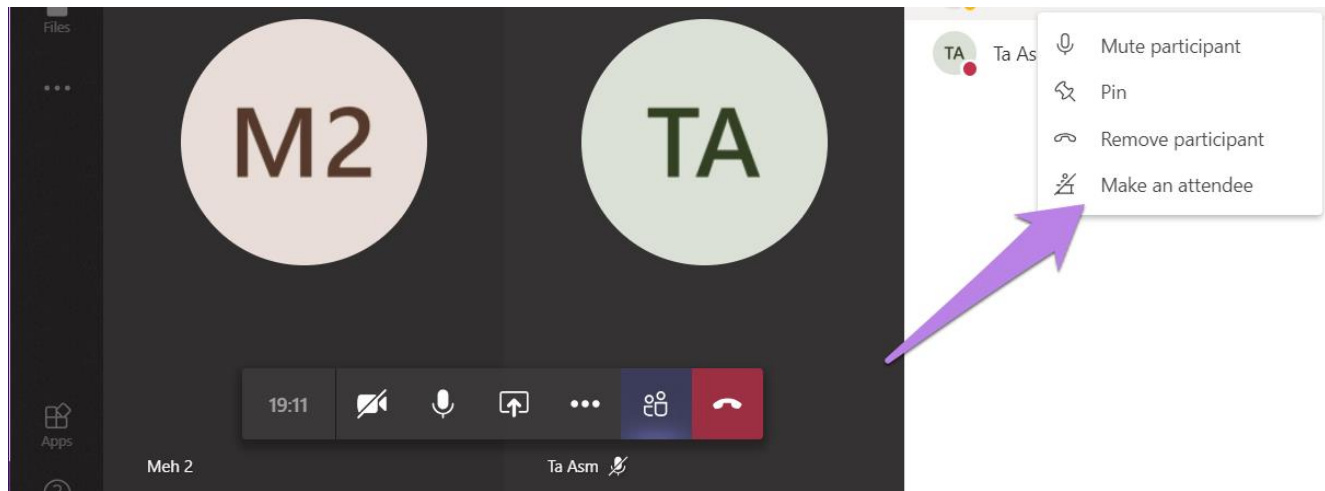 Files
M2
TA
TA
Ta As
Mute participant
Pin
Remove participant
Make an attendee
19:11
Apps
Meh 2
Ta Asm